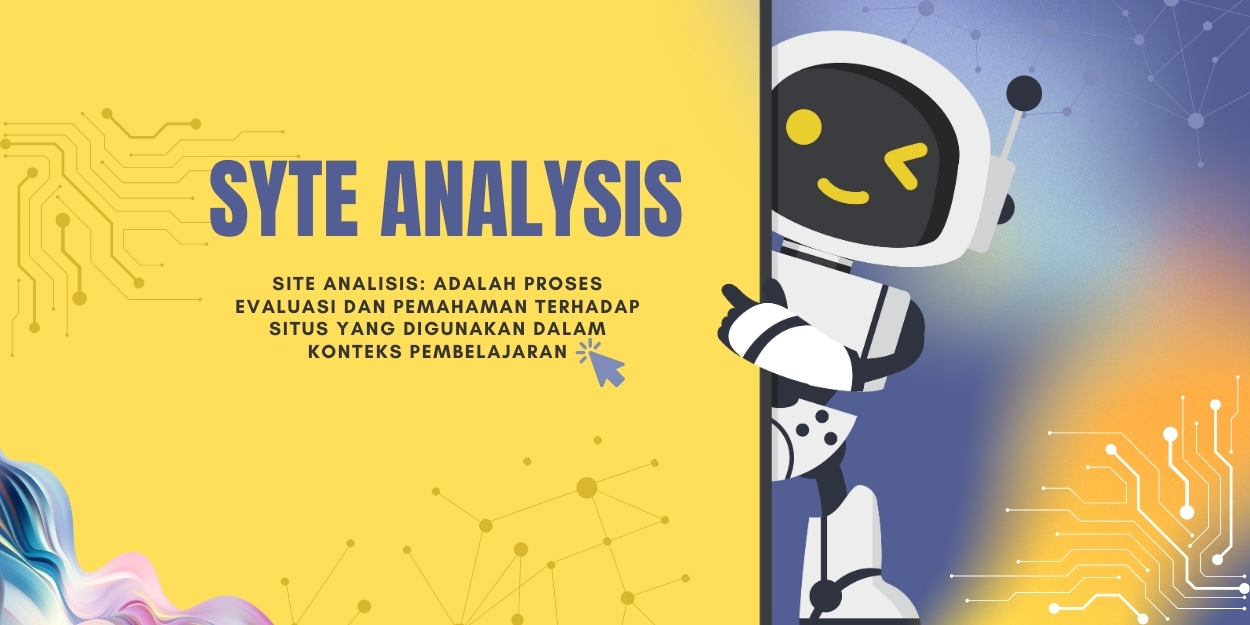 SYTE ANALYSIS
SITE ANALISIS: ADALAH PROSES
EVALUASI DAN PEMAHAMAN TERHADAP
SITUS YANG DIGUNAKAN DALAM
KONTEKS PEMBELAJARAN